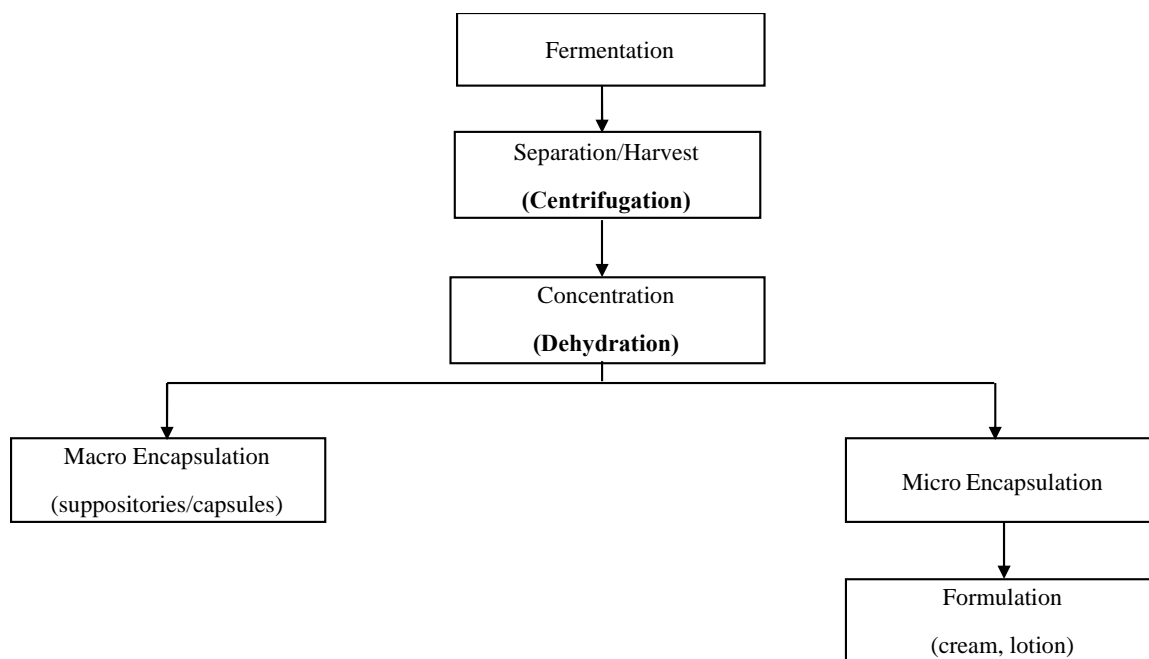 Fermentation
Separation/Harvest
(Centrifugation)
Concentration
(Dehydration)
Macro Encapsulation
(suppositories/capsules)
Micro Encapsulation
Formulation
(cream, lotion)